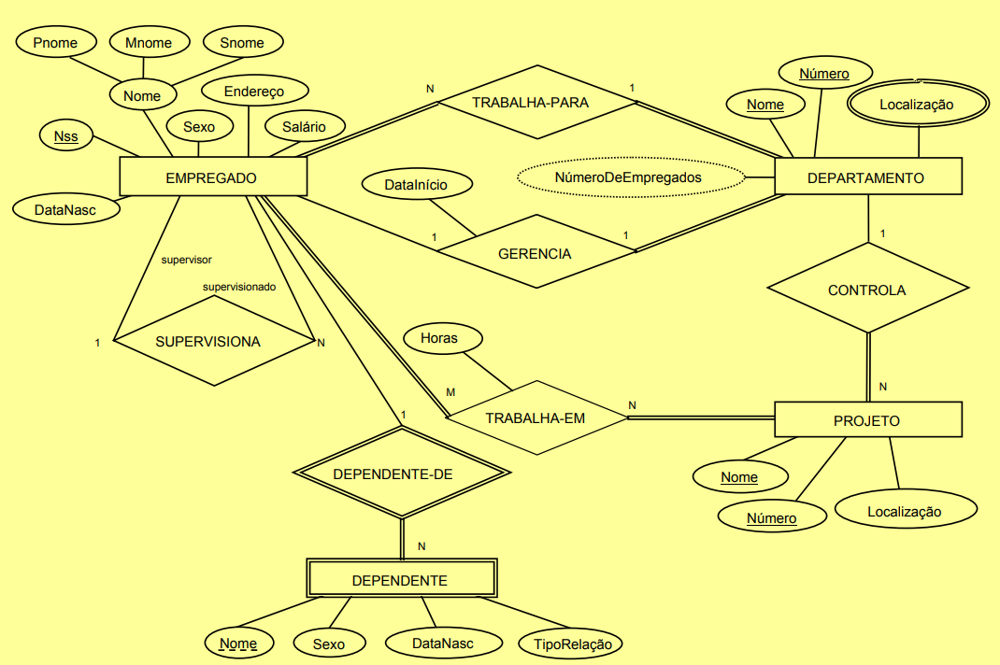 Pnome
Mnome
Snome
Nome
Endereço
Nss
Sexo
Salário
EMPREGADO
DataNasc
N
TRABALHA-PARA
1
Número
Nome
Localização
NúmeroDeEmpregados
DEPARTAMENTO
DataInício
1
GERENCIA
1
supervisor
supervisionado
1
SUPERVISIONA
N
1
CONTROLA
N
Horas
M
TRABALHA-EM
N
PROJETO
Nome
Número
Localização
1
DEPENDENTE-DE
N
DEPENDENTE
Nome
Sexo
DataNasc
TipoRelação